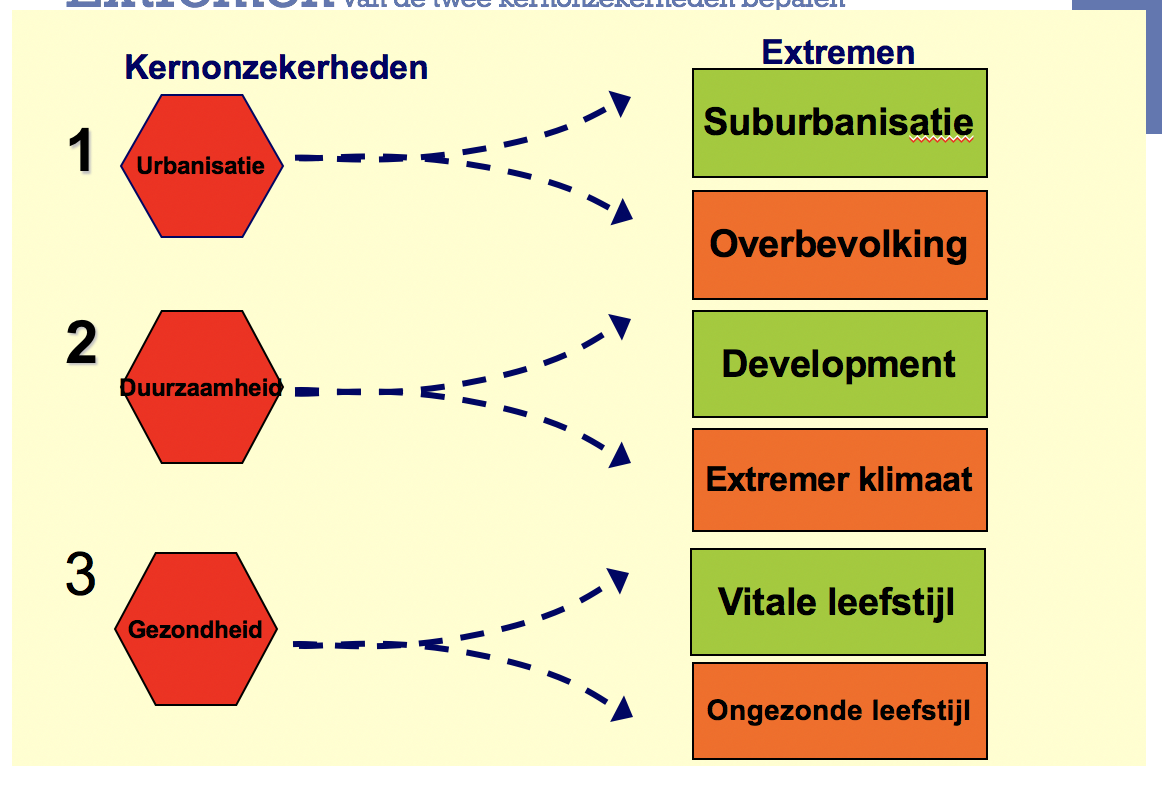 Extremen van de twee kernonzekerheden bepalen
Kernonzekerheden
Extremen
1
Urbanisatie
Suburbanisatie
Overbevolking
2
Duurzaamheid
Development
Extremer klimaat
3
Gezondheid
Vitale leefstijl
Ongezonde leefstijl